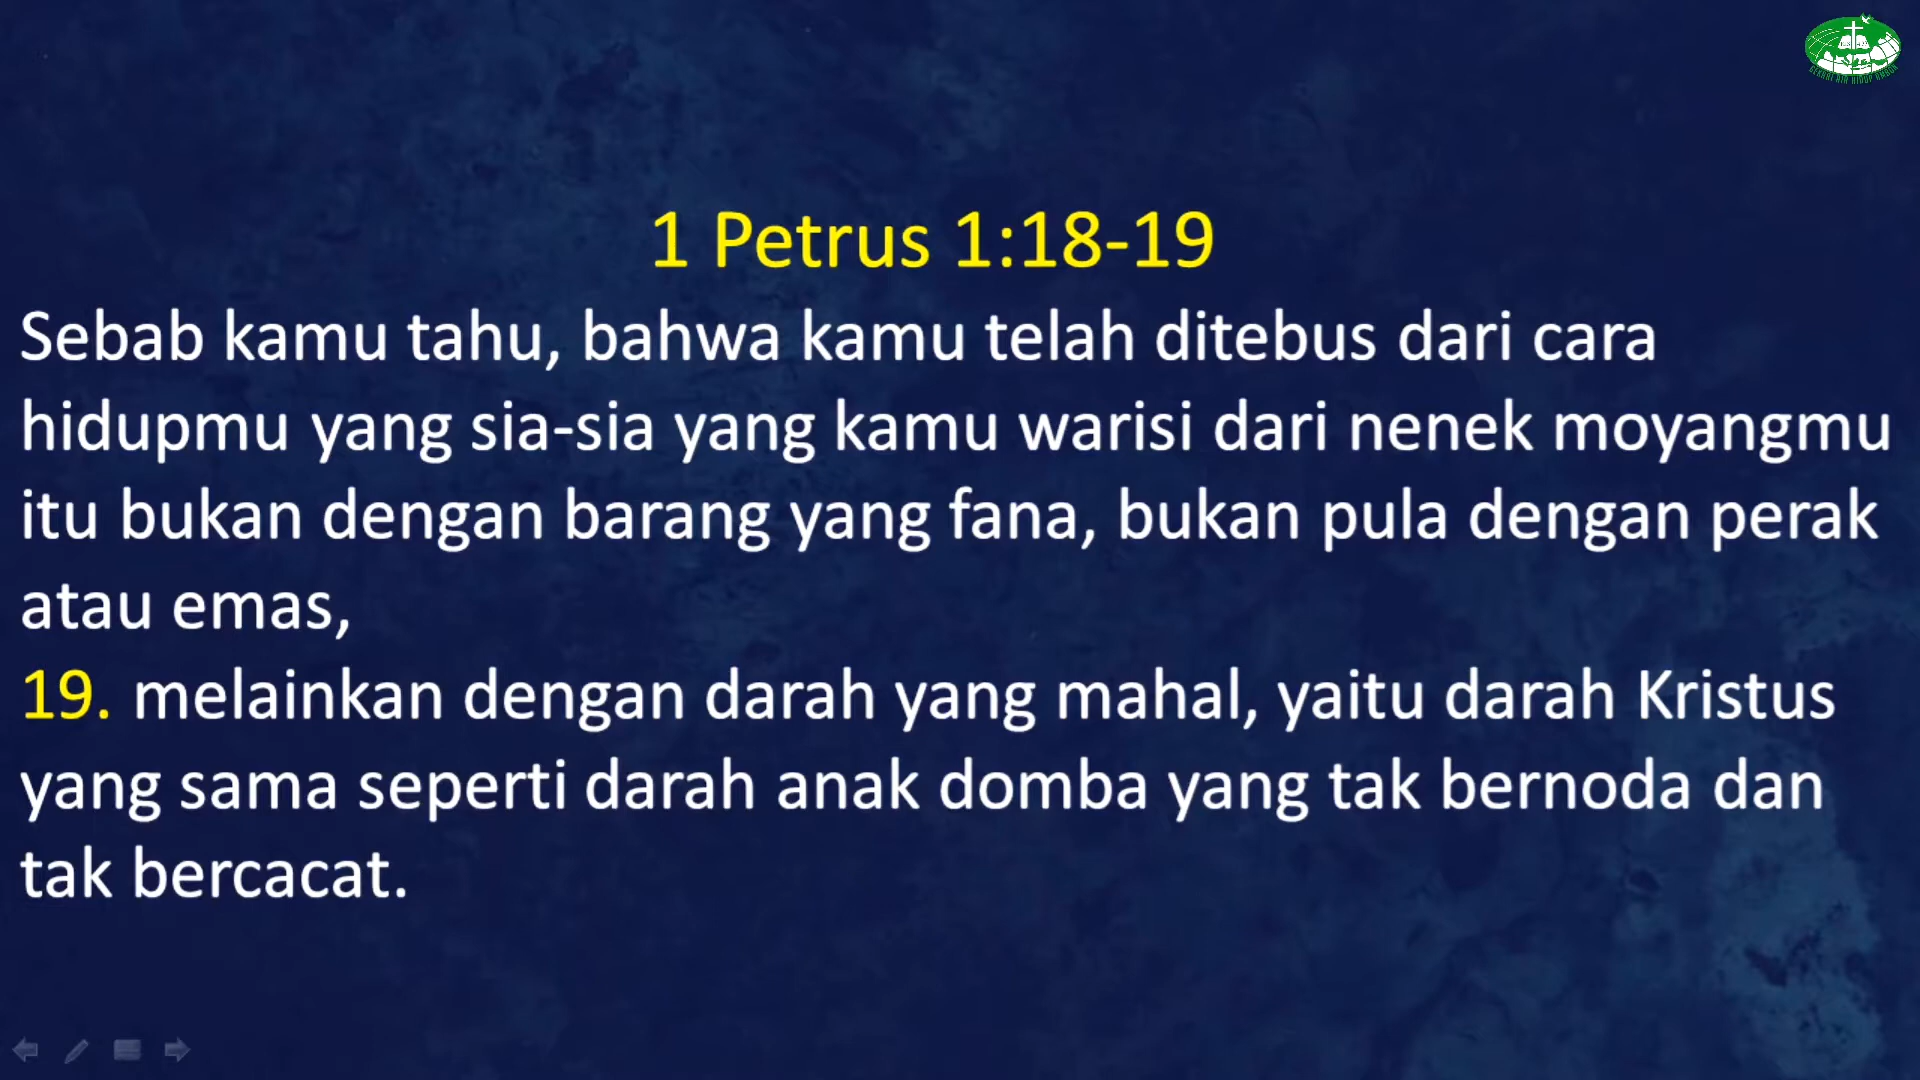 1 Petrus 1:18-19
Sebab kamu tahu, bahwa kamu telah ditebus dari cara
hidupmu yang sia-sia yang kamu warisi dari nenek moyangmu
itu bukan dengan barang yang fana, bukan pula dengan perak
atau emas,
19. melainkan dengan darah yang mahal, yaitu darah Kristus
yang sama seperti darah anak domba yang tak bernoda dan
tak bercacat.